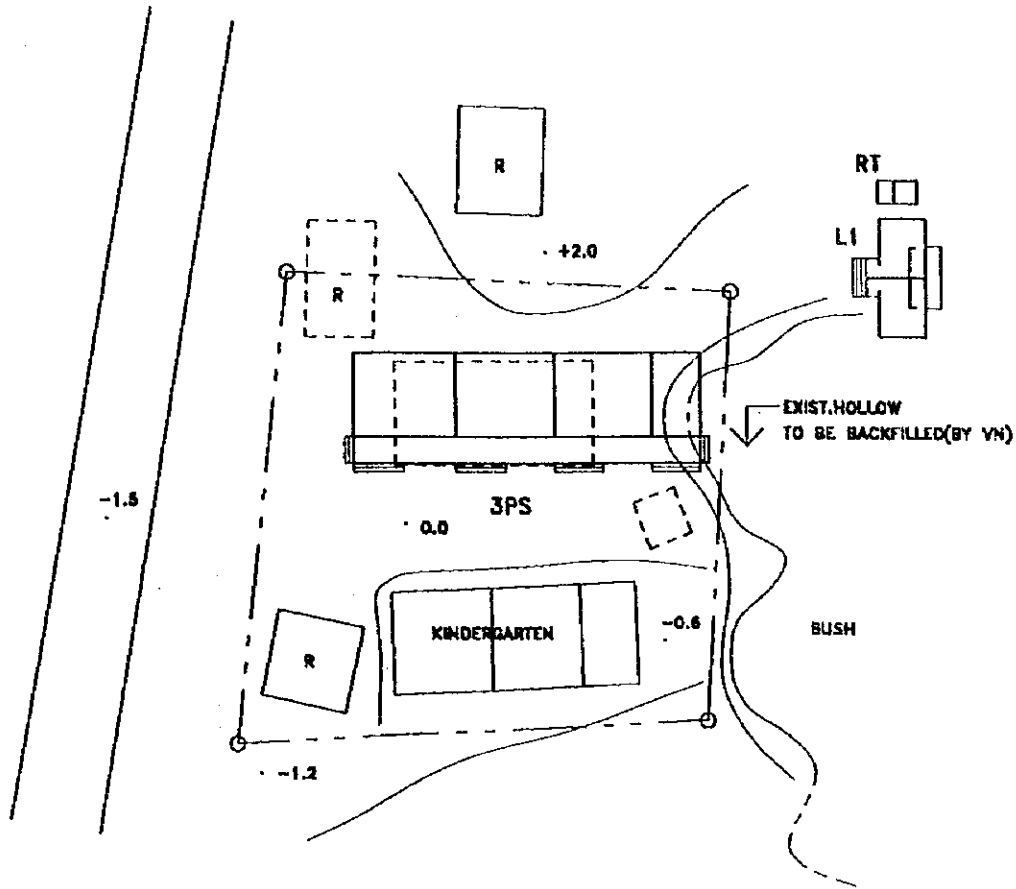 R
RT
L1
+2.0
R
EXIST.HOLLOW
TO BE BACKFILLED(BY VN)
-1.5
3PS
0.0
KINDERGARTEN
-0.6
BUSH
R
-1.2